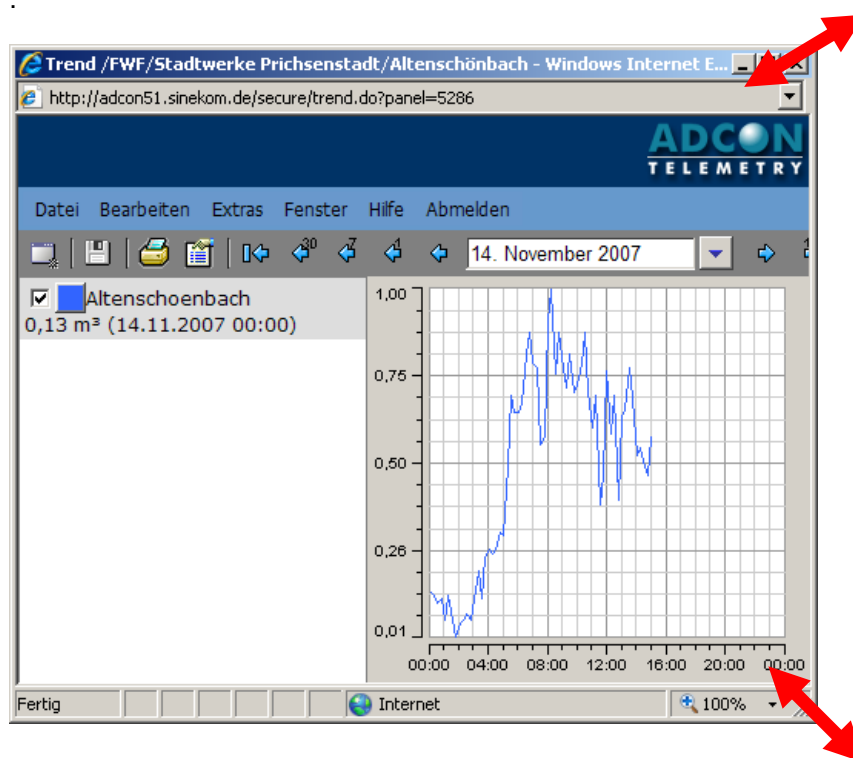 .
Trend /FWF/Stadtwerke Prichsenstadt/Altenschönbach - Windows Internet E...
http://adcon51.sinekom.de/secure/trend.do?panel=5286
ADCON
TELEMETRY
Datei Bearbeiten Extras Fenster Hilfe Abmelden
30 7 1 14. November 2007 1
Altenschoenbach
0,13 m³ (14.11.2007 00:00)
1,00
0,75
0,50
0,26
0,01
00:00 04:00 08:00 12:00 16:00 20:00 00:00
Fertig Internet 100%